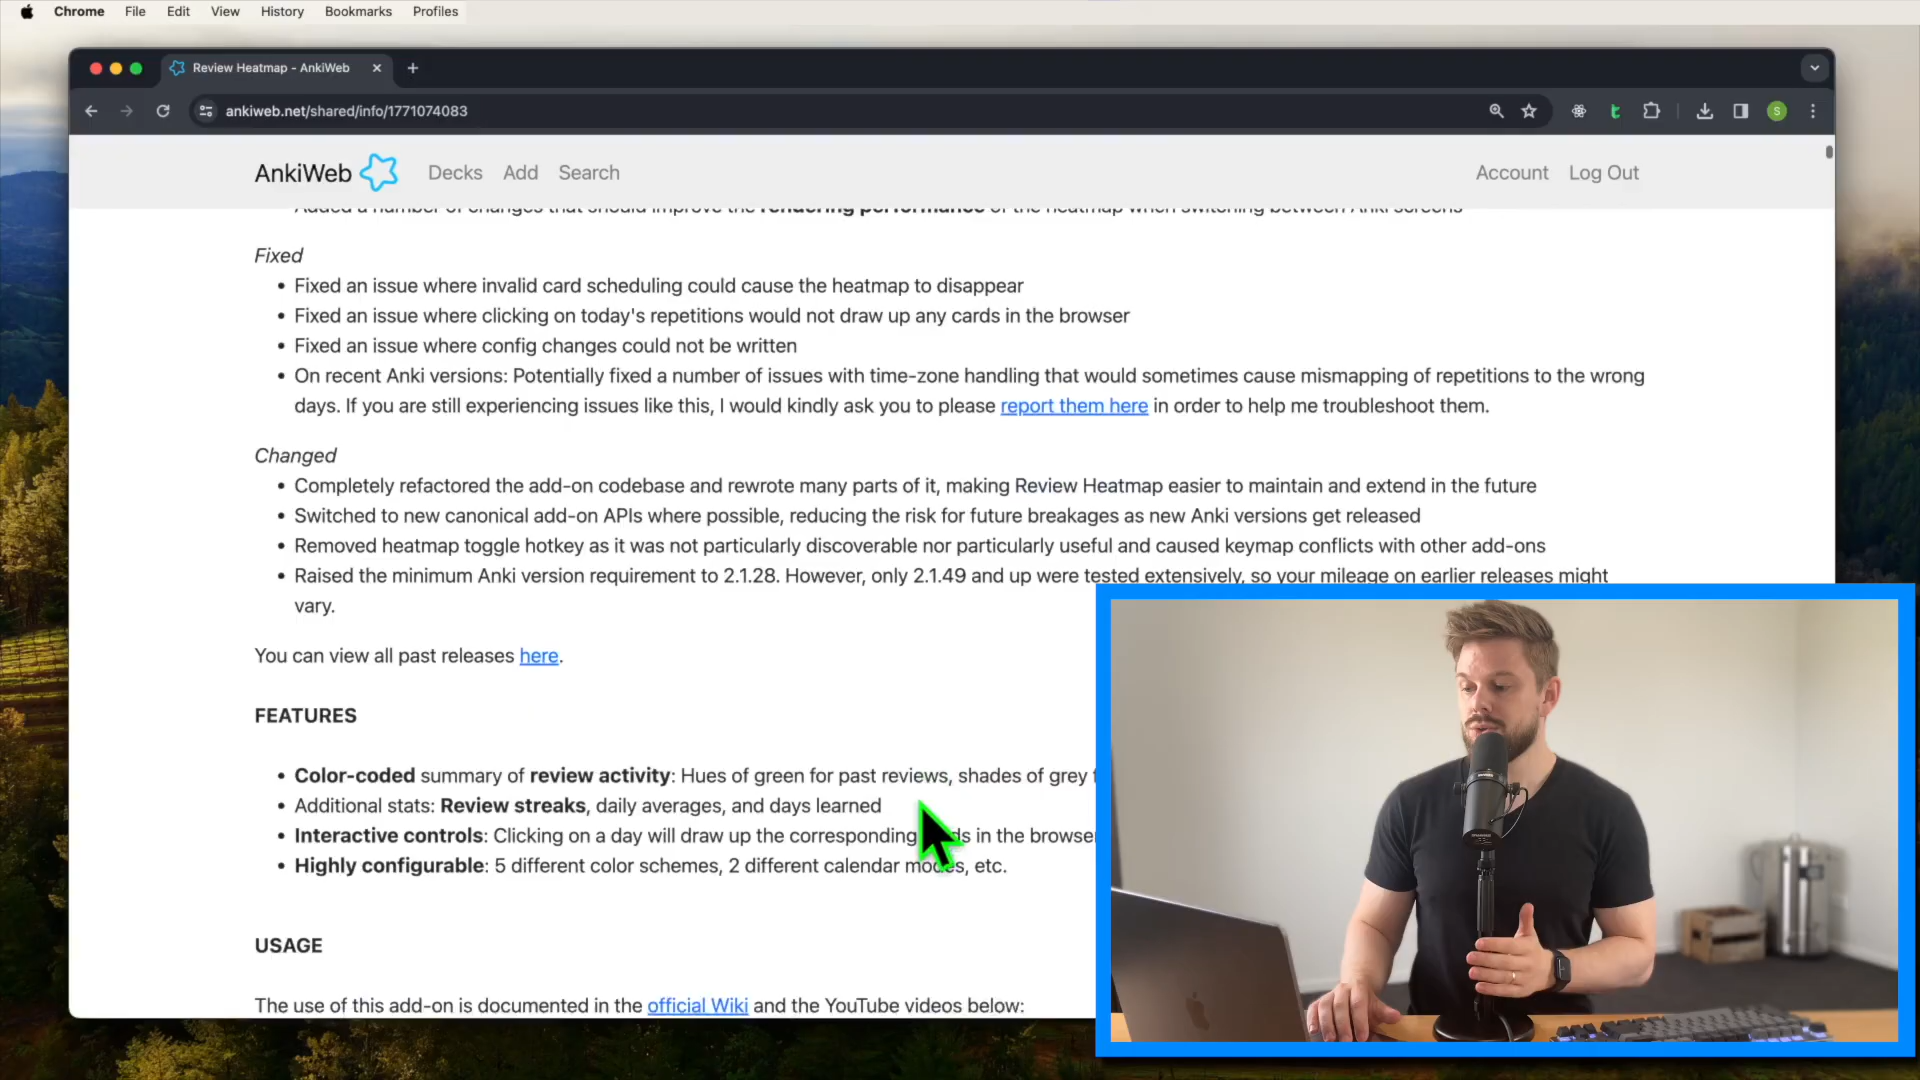 Chrome File Edit View History Bookmarks Profiles
Review Heatmap - AnkiWeb
ankiweb.net/shared/info/1771074083
S
AnkiWeb Decks Add Search Account Log Out
Added a number of changes that should improve the rendering performance of the heatmap when switching between Anki screens
Fixed
• Fixed an issue where invalid card scheduling could cause the heatmap to disappear
• Fixed an issue where clicking on today's repetitions would not draw up any cards in the browser
• Fixed an issue where config changes could not be written
• On recent Anki versions: Potentially fixed a number of issues with time-zone handling that would sometimes cause mismapping of repetitions to the wrong
days. If you are still experiencing issues like this, I would kindly ask you to please report them here in order to help me troubleshoot them.
Changed
• Completely refactored the add-on codebase and rewrote many parts of it, making Review Heatmap easier to maintain and extend in the future
• Switched to new canonical add-on APIs where possible, reducing the risk for future breakages as new Anki versions get released
• Removed heatmap toggle hotkey as it was not particularly discoverable nor particularly useful and caused keymap conflicts with other add-ons
• Raised the minimum Anki version requirement to 2.1.28. However, only 2.1.49 and up were tested extensively, so your mileage on earlier releases might
vary.
You can view all past releases here.
FEATURES
• Color-coded summary of review activity: Hues of green for past reviews, shades of grey
• Additional stats: Review streaks, daily averages, and days learned
• Interactive controls: Clicking on a day will draw up the corresponding in the browser
• Highly configurable: 5 different color schemes, 2 different calendar modes, etc.
USAGE
The use of this add-on is documented in the official Wiki and the YouTube videos below: